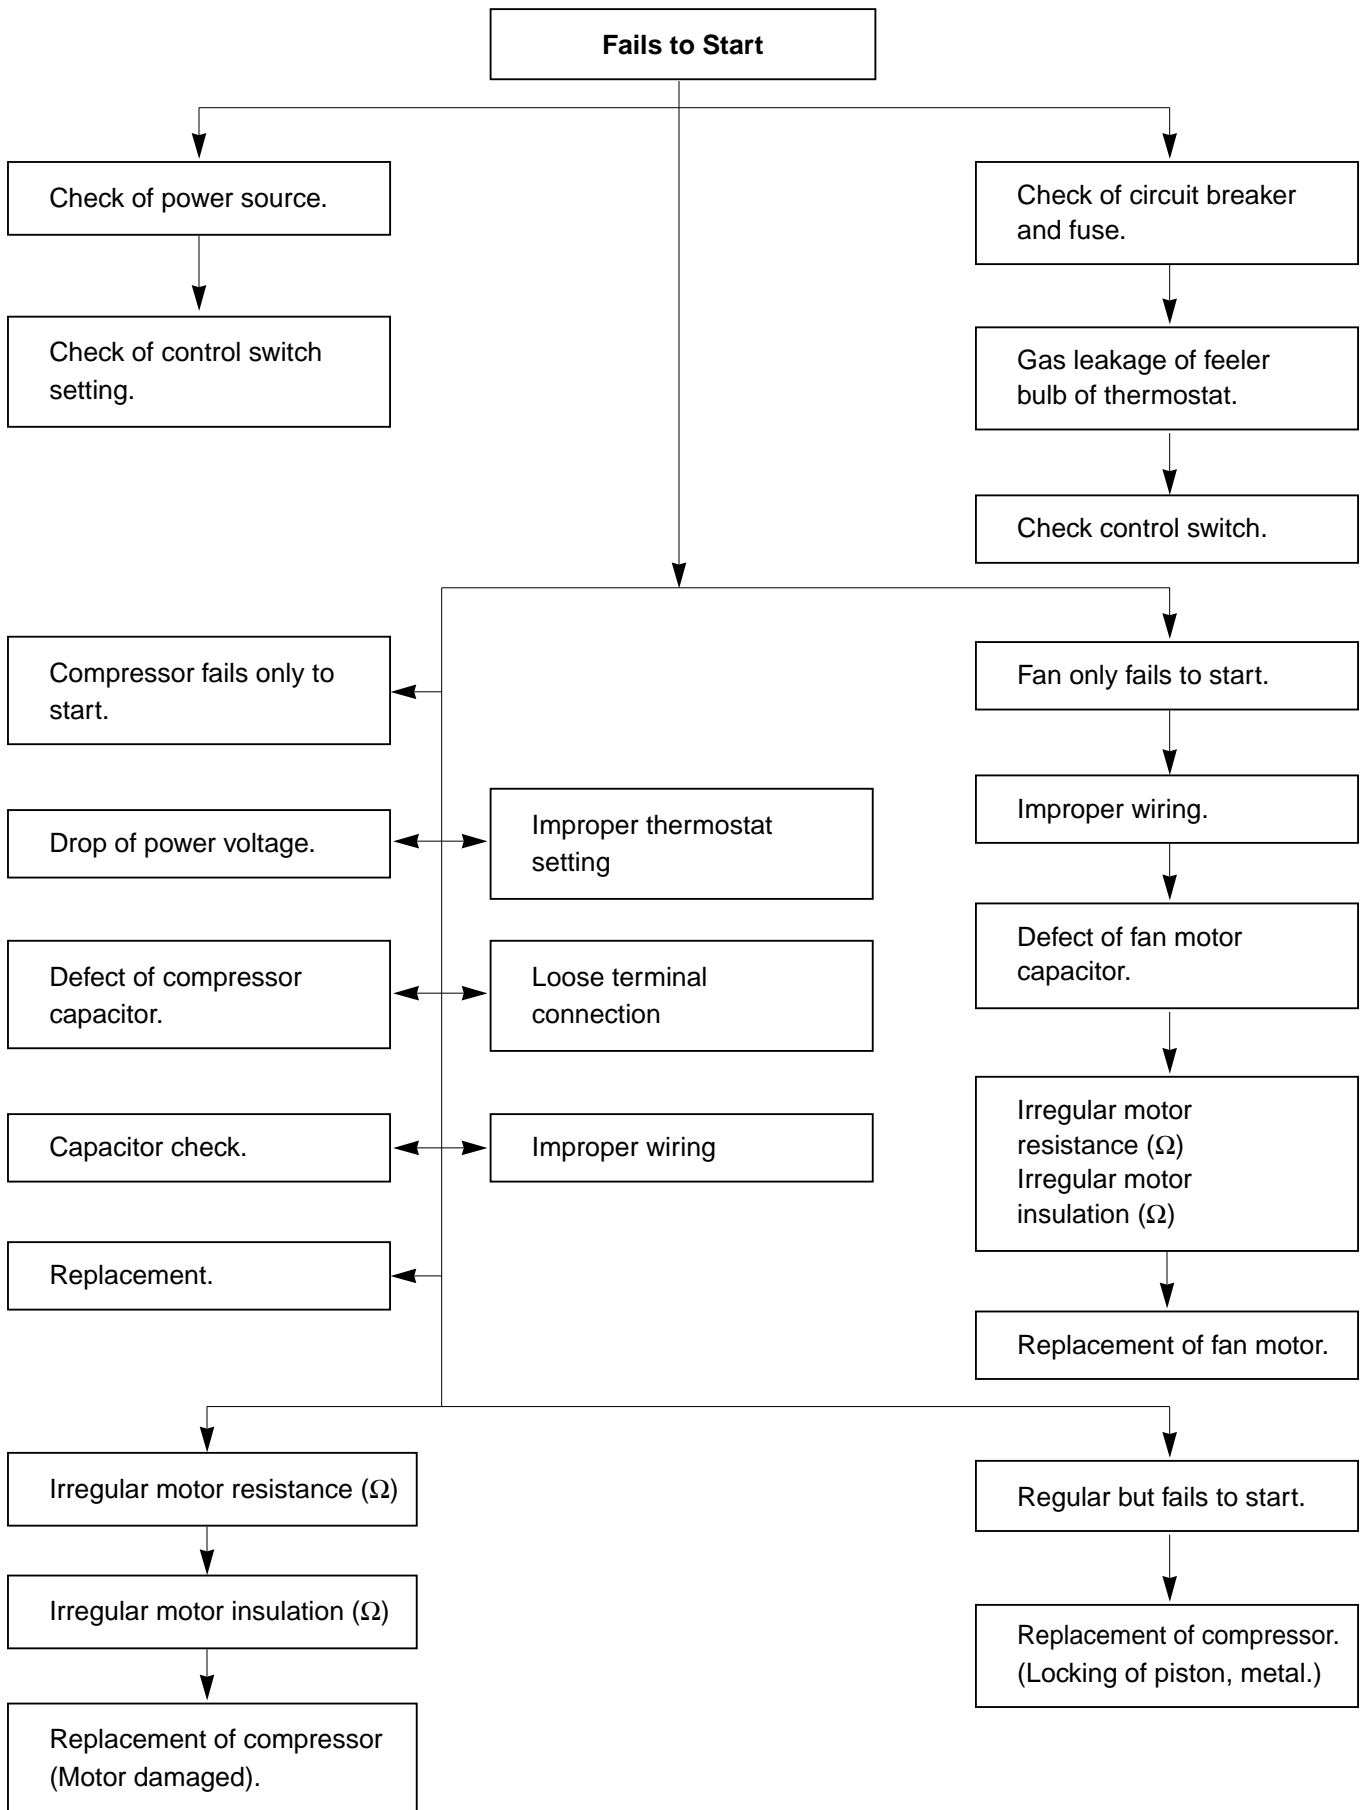 Fails to Start
Check of power source.
Check of circuit breaker
and fuse.
Check of control switch
setting.
Gas leakage of feeler
bulb of thermostat.
Check control switch.
Compressor fails only to
start.
Fan only fails to start.
Drop of power voltage.
Improper thermostat
setting
Improper wiring.
Defect of compressor
capacitor.
Loose terminal
connection
Defect of fan motor
capacitor.
Capacitor check.
Improper wiring
Irregular motor
resistance (Ω)
Irregular motor
insulation (Ω)
Replacement.
Replacement of fan motor.
Irregular motor resistance (Ω)
Regular but fails to start.
Irregular motor insulation (Ω)
Replacement of compressor.
(Locking of piston, metal.)
Replacement of compressor
(Motor damaged).